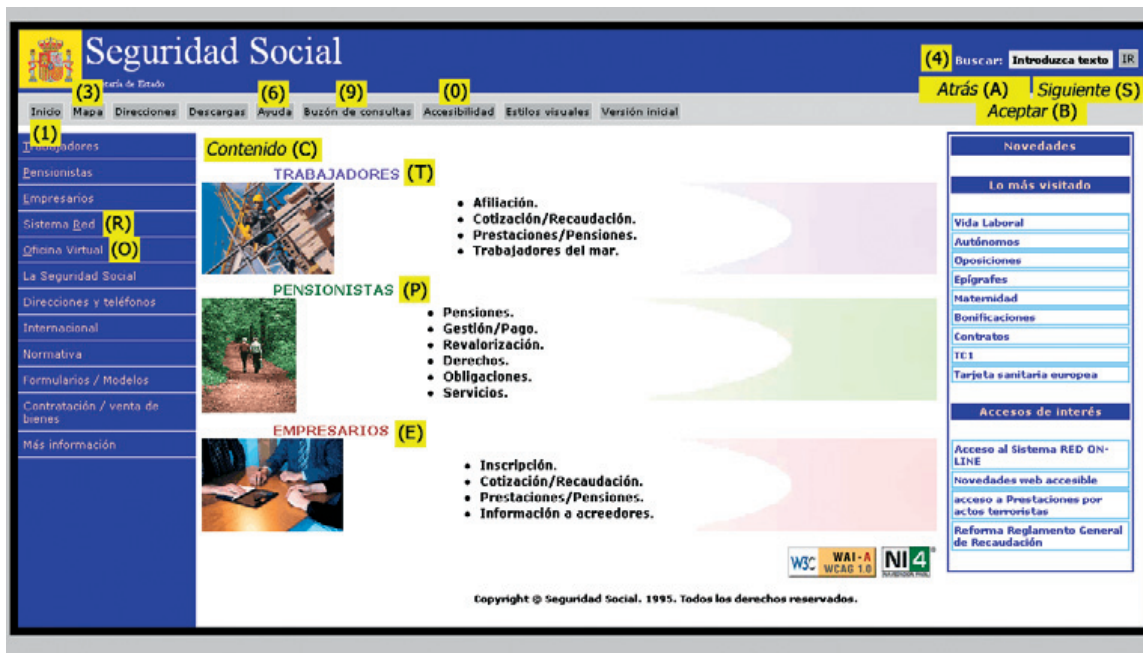 Seguridad Social
taría de Estado
(4) Buscar: Introduzca texto IR
Atrás (A) Siguiente (S)
Aceptar (B)
(3) (6) (9) (0)
Inicio Mapa Direcciones Descargas Ayuda Buzón de consultas Accesibilidad Estilos visuales Versión inicial
(1)
Trabajadores
Pensionistas
Empresarios
Sistema Red (R)
Oficina Virtual (O)
La Seguridad Social
Direcciones y teléfonos
Internacional
Normativa
Formularios / Modelos
Contratación / venta de
bienes
Más información
Contenido (C)
TRABAJADORES (T)
• Afiliación.
• Cotización/Recaudación.
• Prestaciones/Pensiones.
• Trabajadores del mar.
PENSIONISTAS (P)
• Pensiones.
• Gestión/Pago.
• Revalorización.
• Derechos.
• Obligaciones.
• Servicios.
EMPRESARIOS (E)
• Inscripción.
• Cotización/Recaudación.
• Prestaciones/Pensiones.
• Información a acreedores.
W3C WAI-A
WCAG 1.0
NI4
Copyright @ Seguridad Social. 1995. Todos los derechos reservados.
Novedades
Lo más visitado
Vida Laboral
Autónomos
Oposiciones
Epígrafes
Maternidad
Bonificaciones
Contratos
TC1
Tarjeta sanitaria europea
Accesos de interés
Acceso al Sistema RED ON-
LINE
Novedades web accesible
acceso a Prestaciones por
actos terroristas
Reforma Reglamento General
de Recaudación